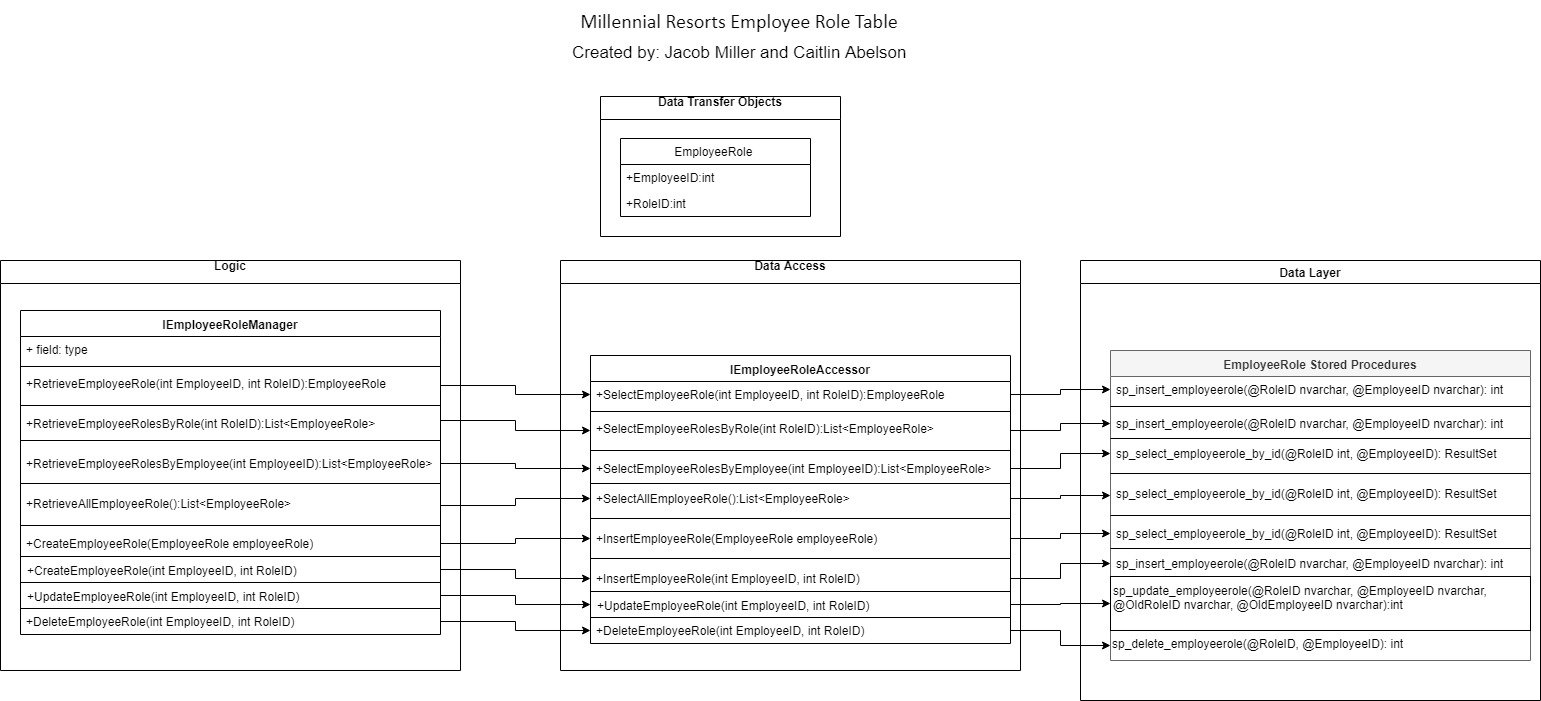 Millennial Resorts Employee Role Table
Created by: Jacob Miller and Caitlin Abelson
Data Transfer Objects
EmployeeRole
+EmployeeID:int
+RoleID:int
Logic
IEmployeeRoleManager
+ field: type
+RetrieveEmployeeRole(int EmployeeID, int RoleID):EmployeeRole
+RetrieveEmployeeRolesByRole(int RoleID):List<EmployeeRole>
+RetrieveEmployeeRolesByEmployee(int EmployeeID):List<EmployeeRole>
+RetrieveAllEmployeeRole():List<EmployeeRole>
+CreateEmployeeRole(EmployeeRole employeeRole)
+CreateEmployeeRole(int EmployeeID, int RoleID)
+UpdateEmployeeRole(int EmployeeID, int RoleID)
+DeleteEmployeeRole(int EmployeeID, int RoleID)
Data Access
IEmployeeRoleAccessor
+SelectEmployeeRole(int EmployeeID, int RoleID):EmployeeRole
+SelectEmployeeRolesByRole(int RoleID):List<EmployeeRole>
+SelectEmployeeRolesByEmployee(int EmployeeID):List<EmployeeRole>
+SelectAllEmployeeRole():List<EmployeeRole>
+InsertEmployeeRole(EmployeeRole employeeRole)
+InsertEmployeeRole(int EmployeeID, int RoleID)
+UpdateEmployeeRole(int EmployeeID, int RoleID)
+DeleteEmployeeRole(int EmployeeID, int RoleID)
Data Layer
EmployeeRole Stored Procedures
sp_insert_employeerole(@RoleID nvarchar, @EmployeeID nvarchar): int
sp_insert_employeerole(@RoleID nvarchar, @EmployeeID nvarchar): int
sp_select_employeerole_by_id(@RoleID int, @EmployeeID): ResultSet
sp_select_employeerole_by_id(@RoleID int, @EmployeeID): ResultSet
sp_select_employeerole_by_id(@RoleID int, @EmployeeID): ResultSet
sp_insert_employeerole(@RoleID nvarchar, @EmployeeID nvarchar): int
sp_update_employeerole(@RoleID nvarchar, @EmployeeID nvarchar,
@OldRoleID nvarchar, @OldEmployeeID nvarchar):int
sp_delete_employeerole(@RoleID, @EmployeeID): int